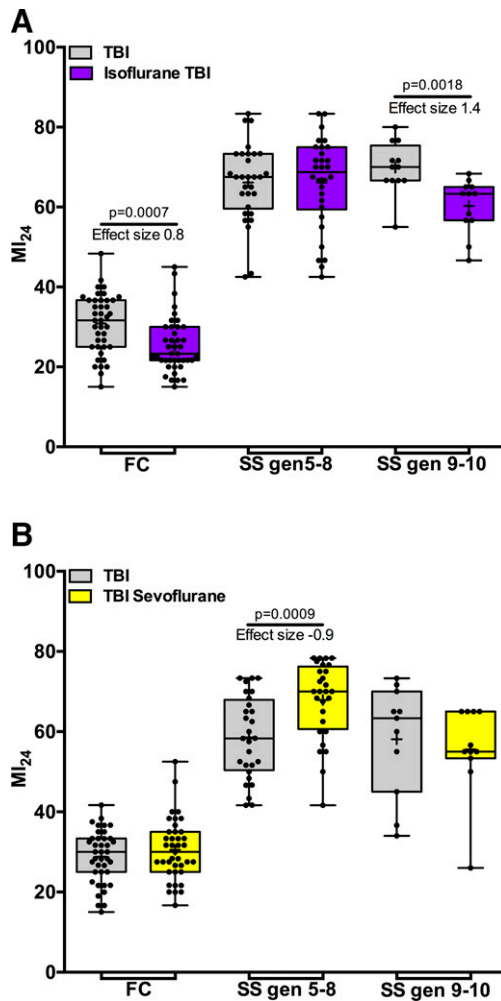 A
100
TBI
Isoflurane TBI
p=0.0018
Effect size 1.4
80
p=0.0007
Effect size 0.8
60
MI24
40
20
0
FC
SS gen5-8
SS gen 9-10
B
100
TBI
TBI Sevoflurane
p=0.0009
Effect size -0.9
80
60
MI24
40
20
0
FC
SS gen 5-8
SS gen 9-10